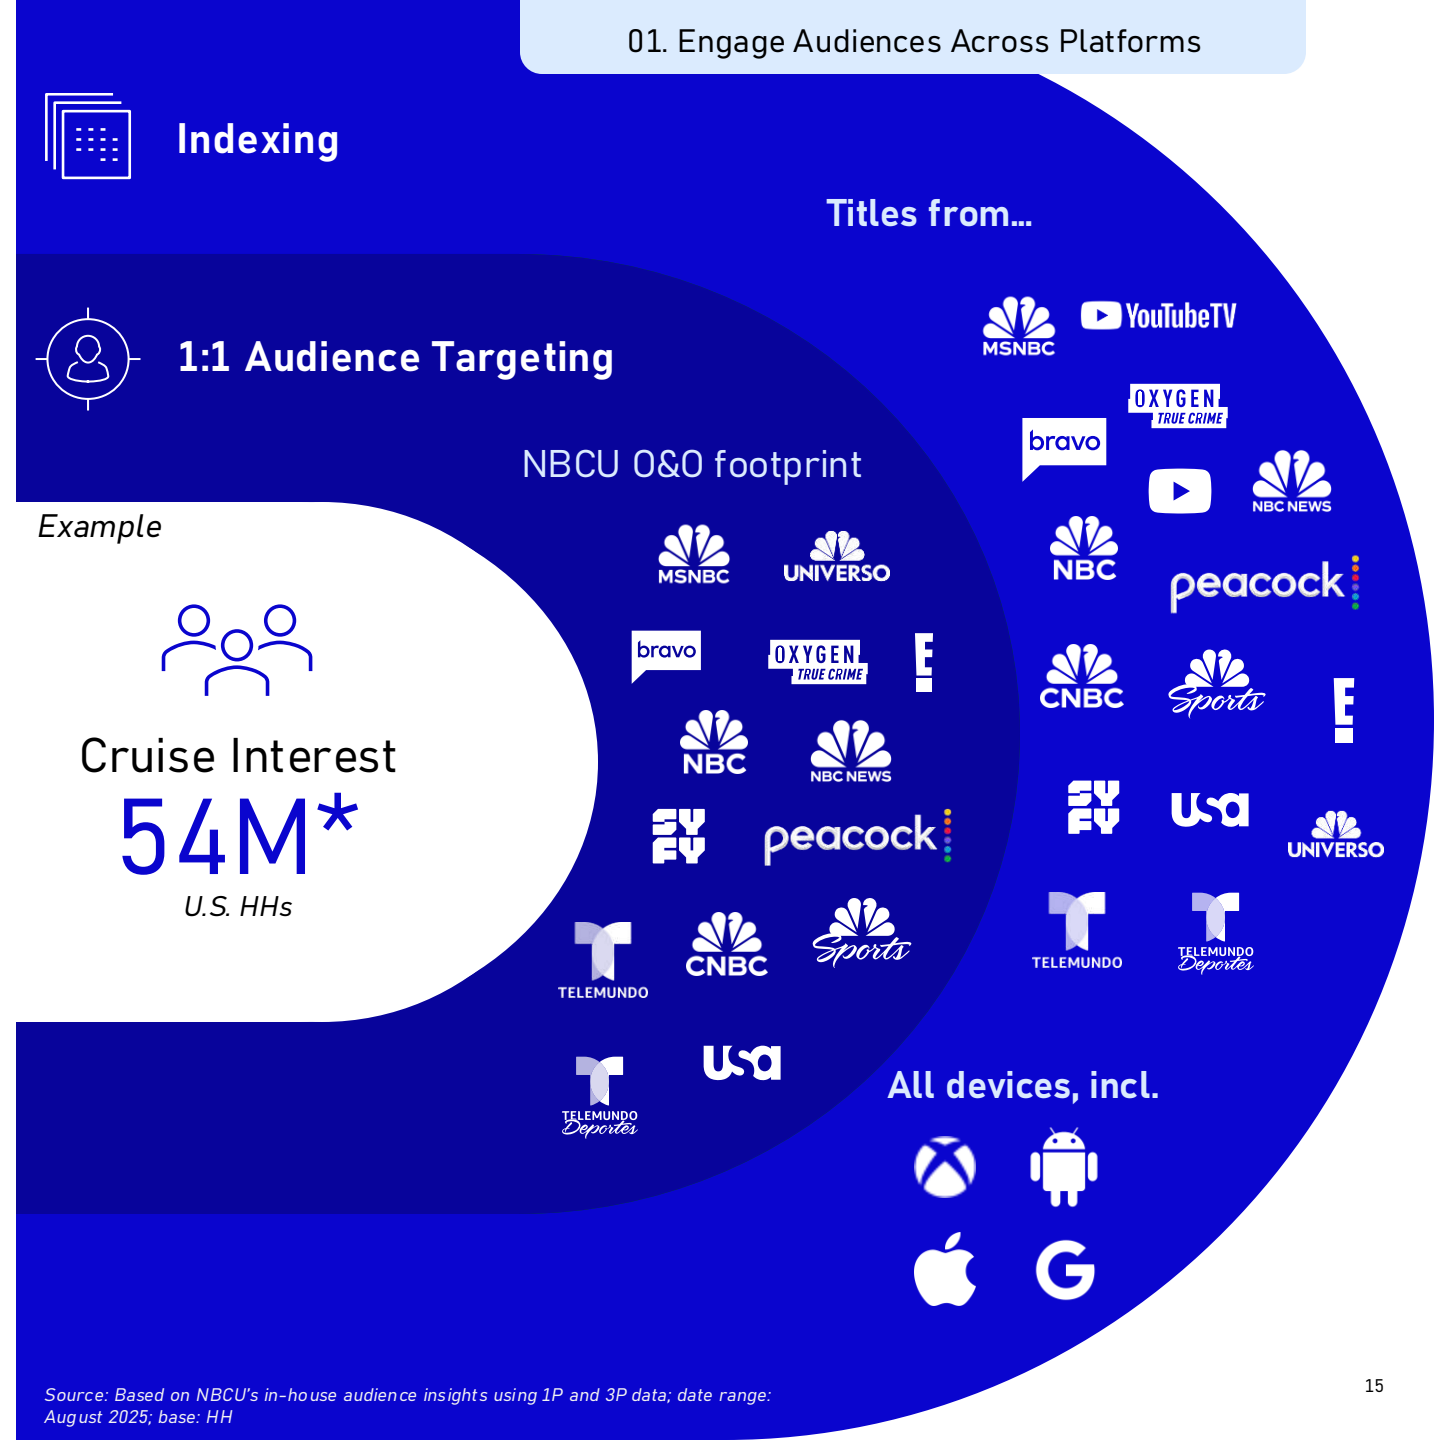 01. Engage Audiences Across Platforms
Indexing
Titles from...
MSNBC
YouTubeTV
OXYGEN
TRUE CRIME
bravo
NBC NEWS
NBC
peacock
CNBC
Sports
E!
SYFY
usa
UNIVERSO
TELEMUNDO
TELEMUNDO
Deportes
1:1 Audience Targeting
NBCU O&O footprint
MSNBC
UNIVERSO
bravo
OXYGEN
TRUE CRIME
E!
NBC
NBC NEWS
SYFY
peacock
TELEMUNDO
CNBC
Sports
TELEMUNDO
Deportes
usa
Example
Cruise Interest
54M*
U.S. HHs
All devices, incl.
G
Source: Based on NBCU's in-house audience insights using 1P and 3P data; date range:
August 2025; base: HH
15